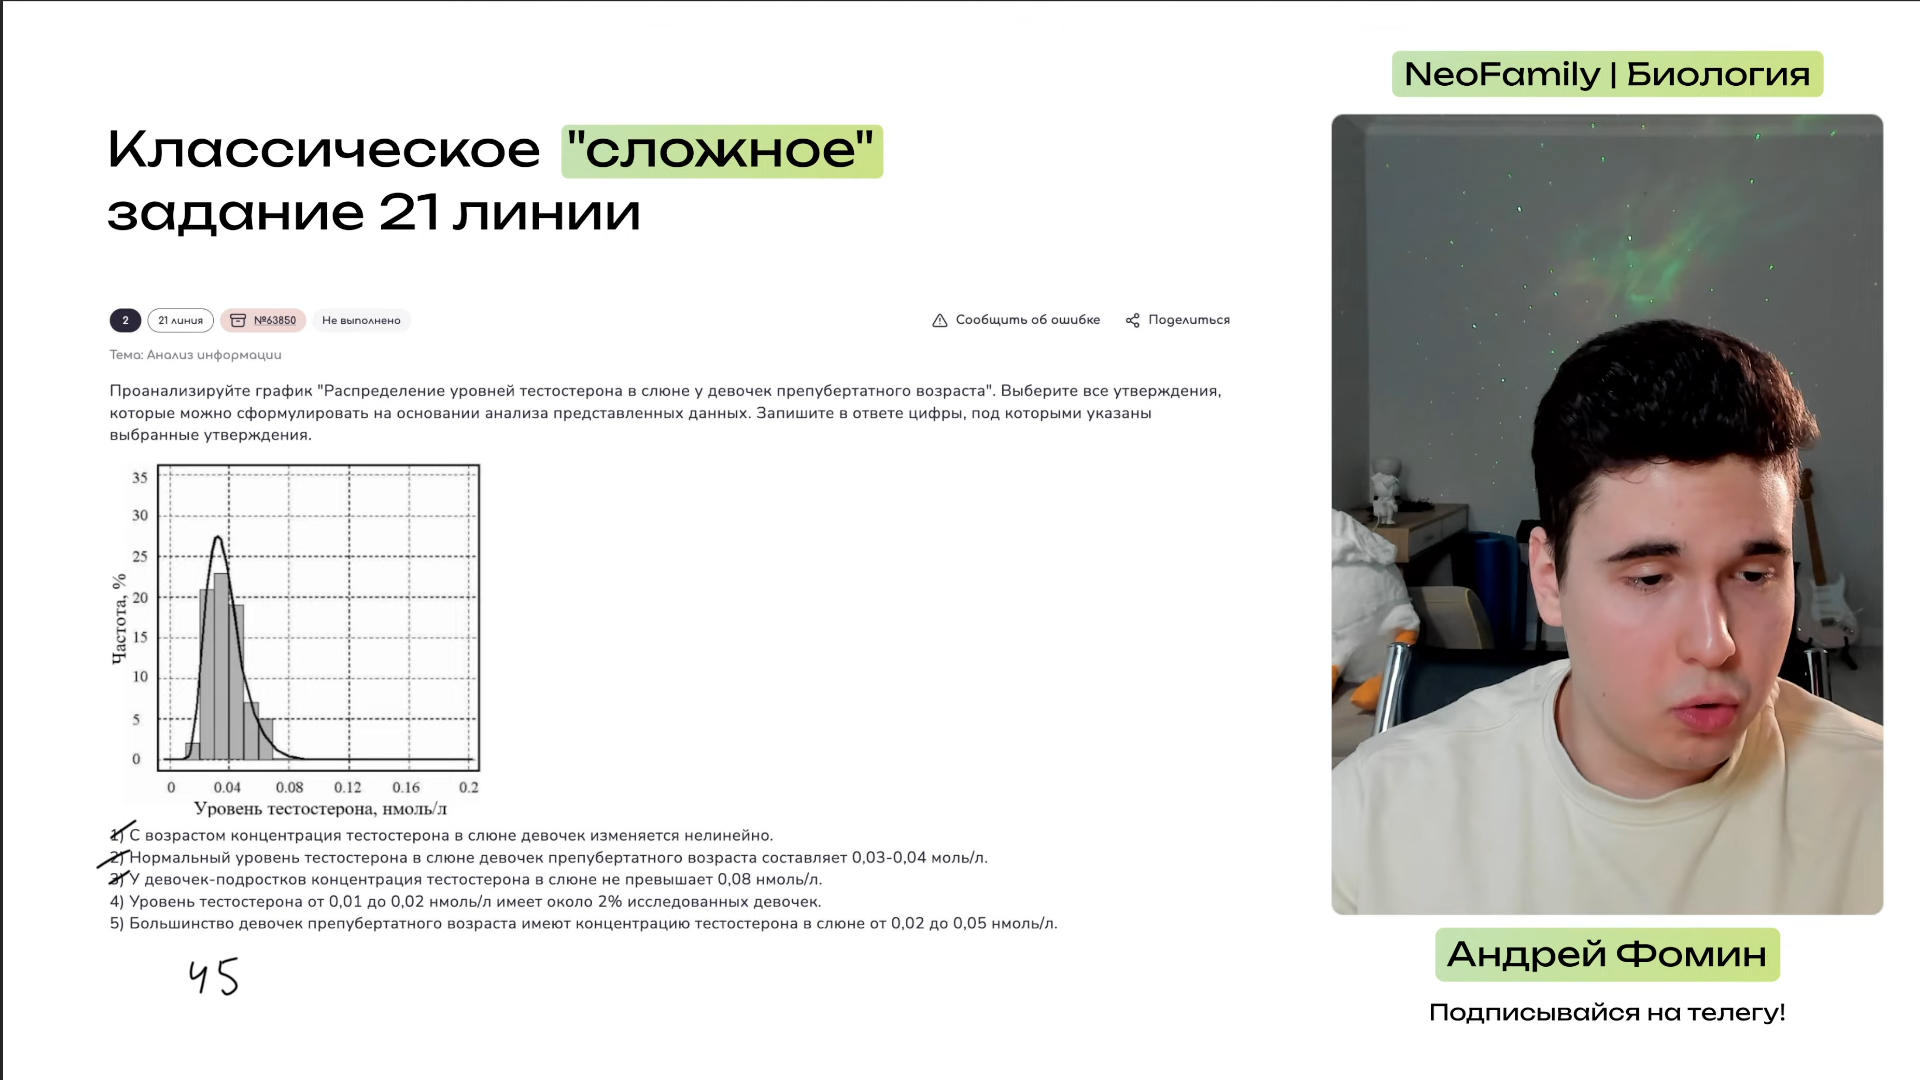 NeoFamily | Биология
Классическое "сложное"
задание 21 линии
2 21 линия №63850 Не выполнено Сообщить об ошибке Поделиться
Тема: Анализ информации
Проанализируйте график "Распределение уровней тестостерона в слюне у девочек препубертатного возраста". Выберите все утверждения,
которые можно сформулировать на основании анализа представленных данных. Запишите в ответе цифры, под которыми указаны
выбранные утверждения.
35
30
25
20
15
10
5
0
Частота, %
0 0.04 0.08 0.12 0.16 0.2
Уровень тестостерона, нмоль/л
1) С возрастом концентрация тестостерона в слюне девочек изменяется нелинейно.
2) Нормальный уровень тестостерона в слюне девочек препубертатного возраста составляет 0,03-0,04 моль/л.
3) У девочек-подростков концентрация тестостерона в слюне не превышает 0,08 нмоль/л.
4) Уровень тестостерона от 0,01 до 0,02 нмоль/л имеет около 2% исследованных девочек.
5) Большинство девочек препубертатного возраста имеют концентрацию тестостерона в слюне от 0,02 до 0,05 нмоль/л.
45
Андрей Фомин
Подписывайся на телегу!